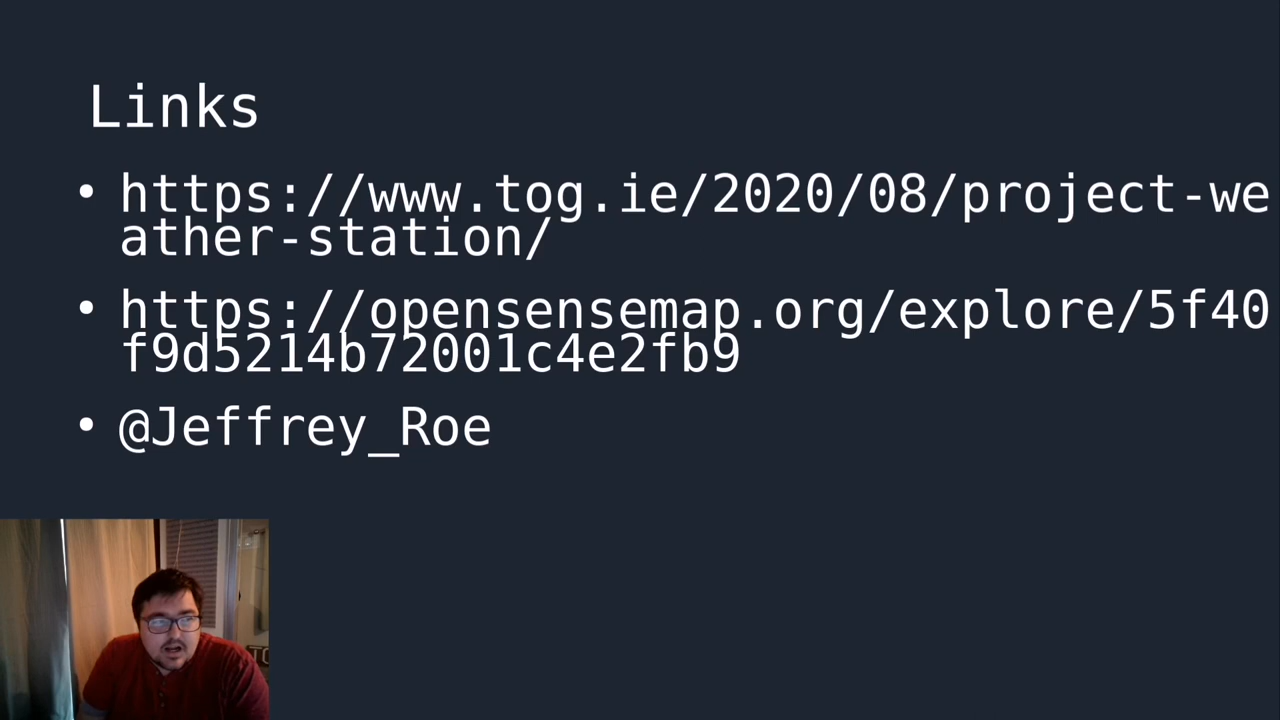 Links
• https://www.tog.ie/2020/08/project-we
ather-station/
• https://opensensemap.org/explore/5f40
f9d5214b72001c4e2fb9
• @Jeffrey_Roe